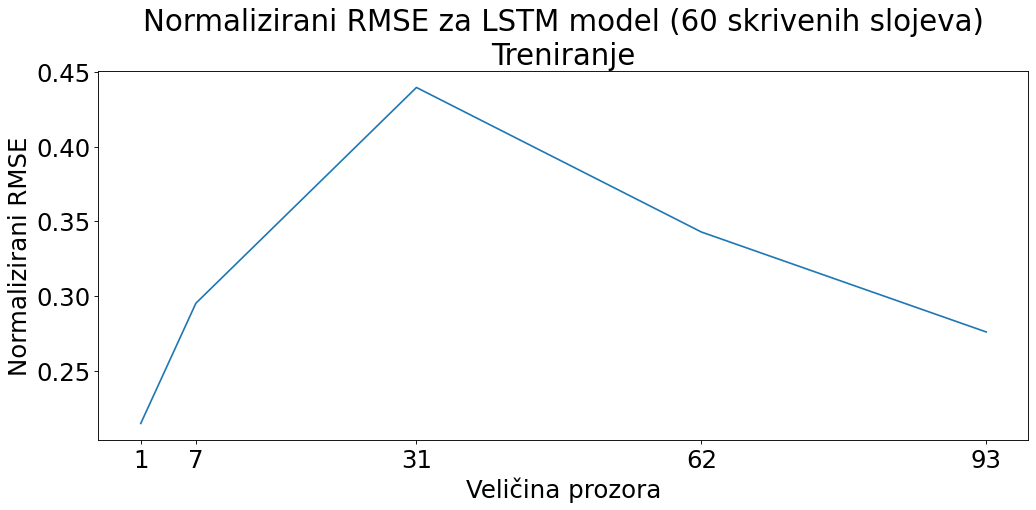 Normalizirani RMSE za LSTM model (60 skrivenih slojeva)
Treniranje
Normalizirani RMSE
0.45
0.40
0.35
0.30
0.25
1 7 31 62 93
Veličina prozora